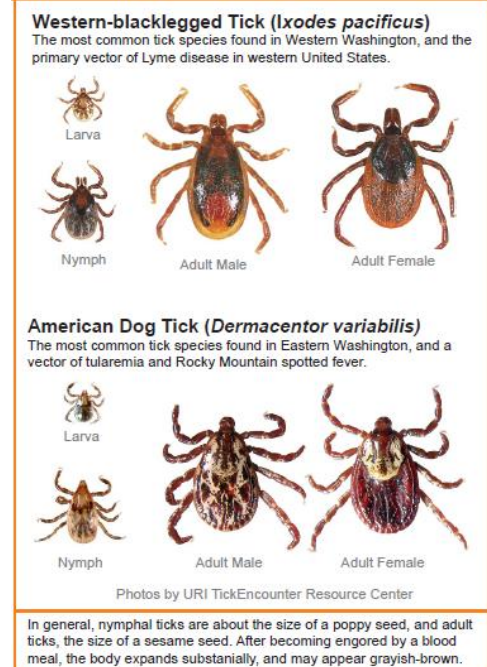 Western-blacklegged Tick (Ixodes pacificus)
The most common tick species found in Western Washington, and the
primary vector of Lyme disease in western United States.
Larva
Nymph
Adult Male
Adult Female
American Dog Tick (Dermacentor variabilis)
The most common tick species found in Eastern Washington, and a
vector of tularemia and Rocky Mountain spotted fever.
Larva
Nymph
Adult Male
Adult Female
Photos by URI TickEncounter Resource Center
In general, nymphal ticks are about the size of a poppy seed, and adult
ticks, the size of a sesame seed. After becoming engored by a blood
meal, the body expands substanially, and may appear grayish-brown.